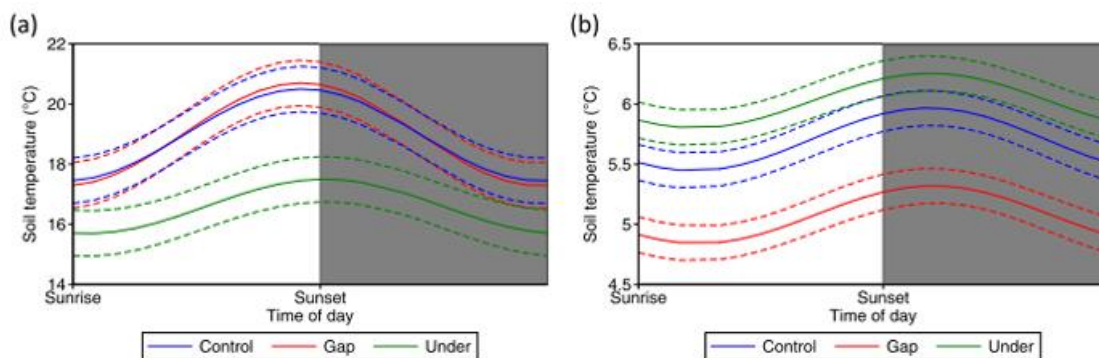 (a)
22
20
18
16
14
Soil temperature (°C)
Sunrise
Sunset
Time of day
Control
Gap
Under
(b)
6.5
6
5.5
5
4.5
Soil temperature (°C)
Sunrise
Sunset
Time of day
Control
Gap
Under